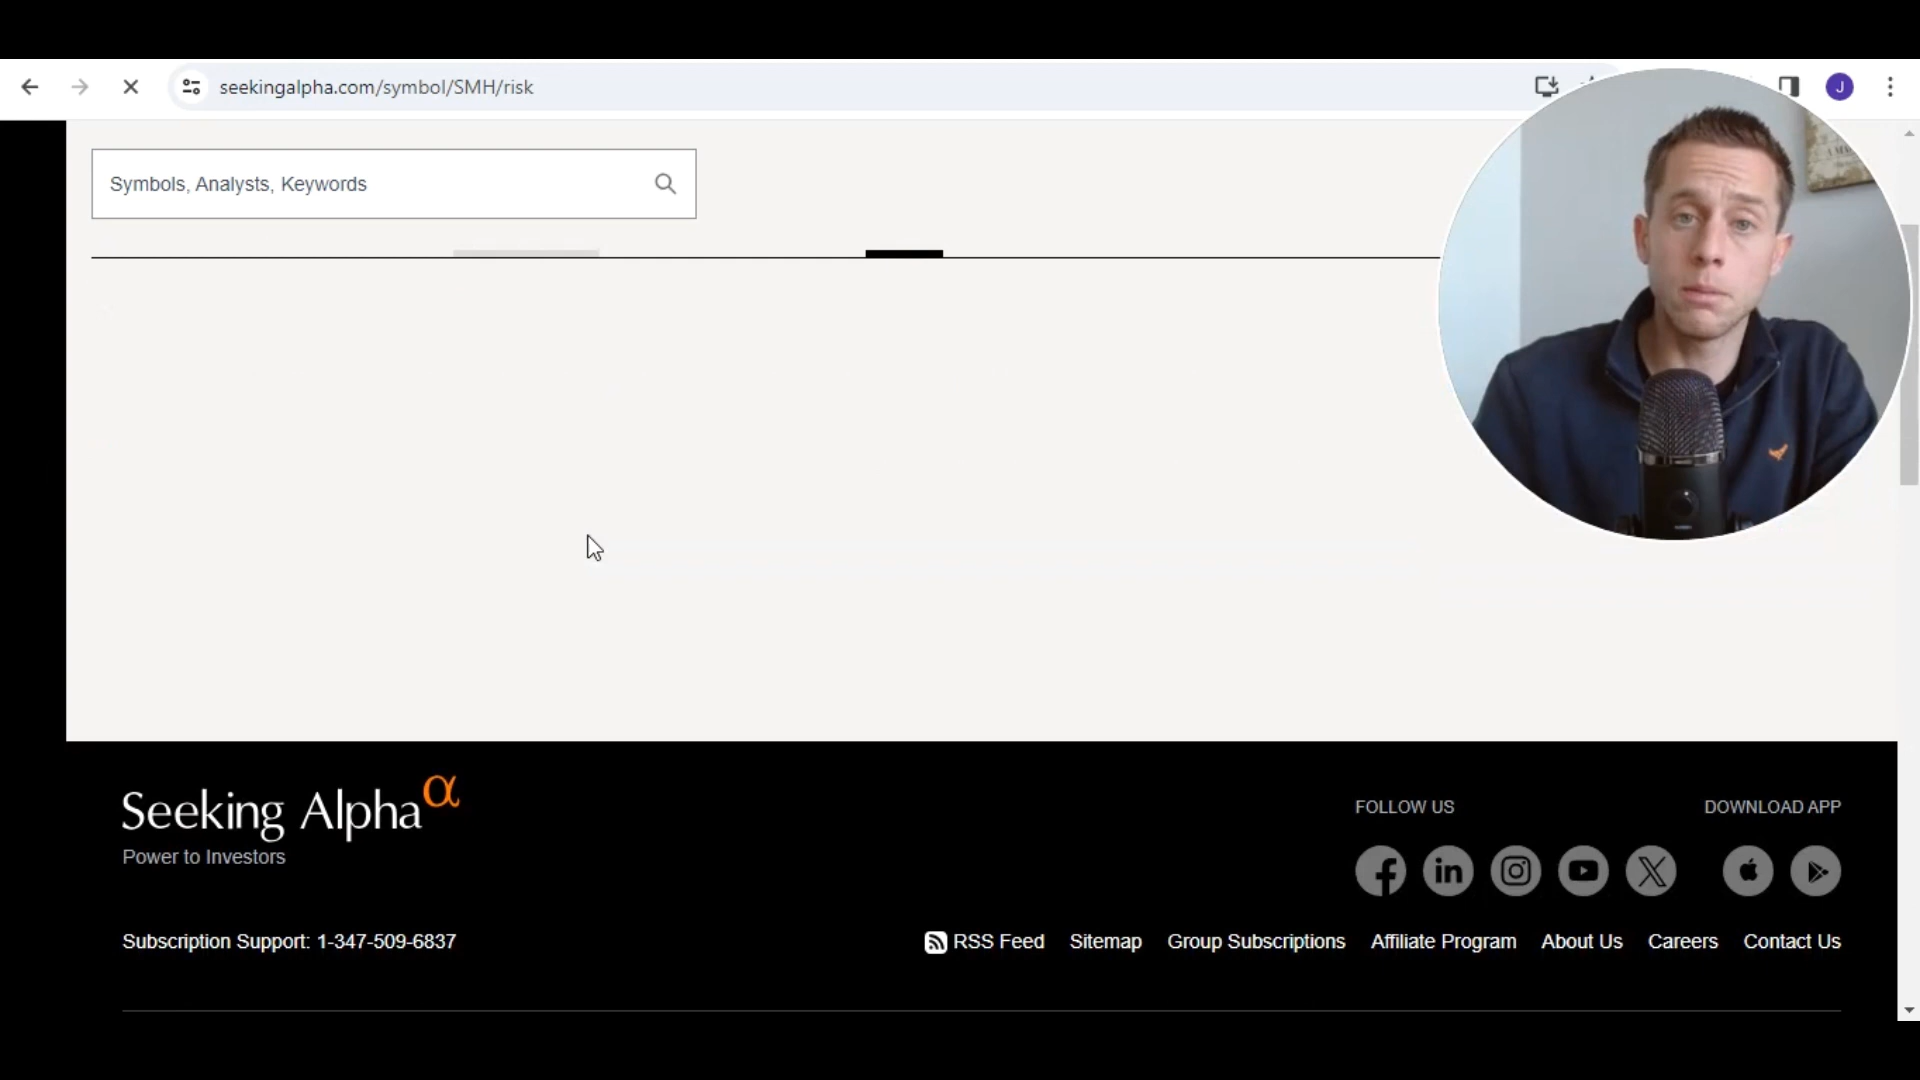 seekingalpha.com/symbol/SMH/risk
J
Symbols, Analysts, Keywords
Seeking Alpha α
Power to Investors
FOLLOW US
DOWNLOAD APP
Subscription Support: 1-347-509-6837
RSS Feed
Sitemap
Group Subscriptions
Affiliate Program
About Us
Careers
Contact Us